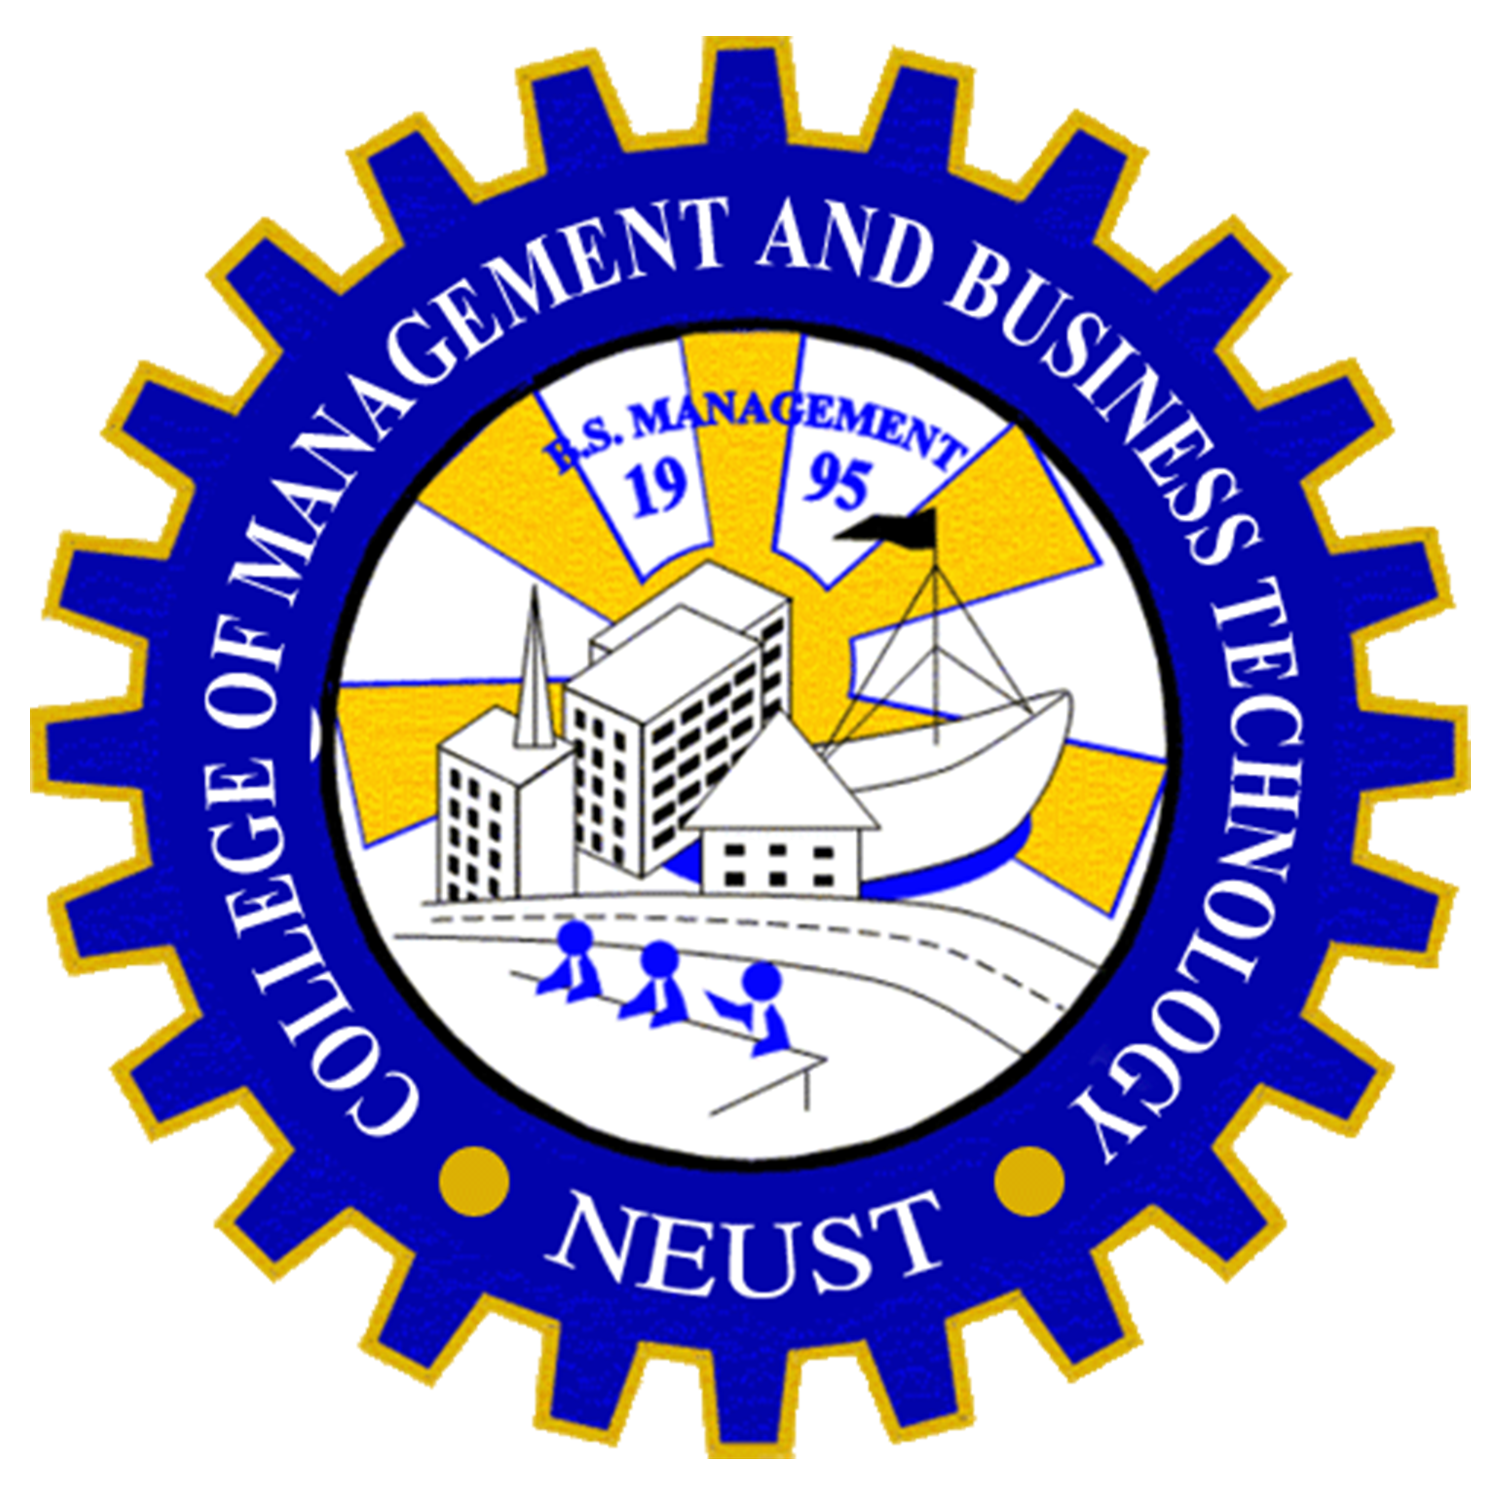 COLLEGE OF MANAGEMENT AND BUSINESS TECHNOLOGY
B.S. MANAGEMENT
19 95
NEUST